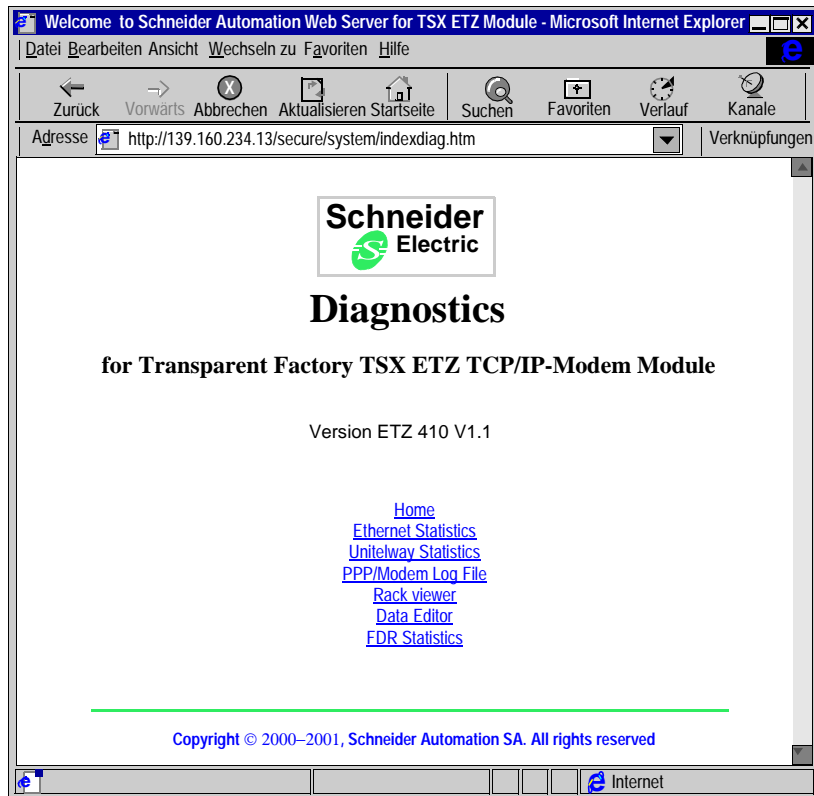 Welcome to Schneider Automation Web Server for TSX ETZ Module - Microsoft Internet Explorer
Datei Bearbeiten Ansicht Wechseln zu Favoriten Hilfe
Zurück Vorwärts Abbrechen Aktualisieren Startseite Suchen Favoriten Verlauf Kanale
Adresse http://139.160.234.13/secure/system/indexdiag.htm Verknüpfungen
Schneider
Electric
Diagnostics
for Transparent Factory TSX ETZ TCP/IP-Modem Module
Version ETZ 410 V1.1
Home
Ethernet Statistics
Unitelway Statistics
PPP/Modem Log File
Rack viewer
Data Editor
FDR Statistics
Copyright © 2000–2001, Schneider Automation SA. All rights reserved
Internet